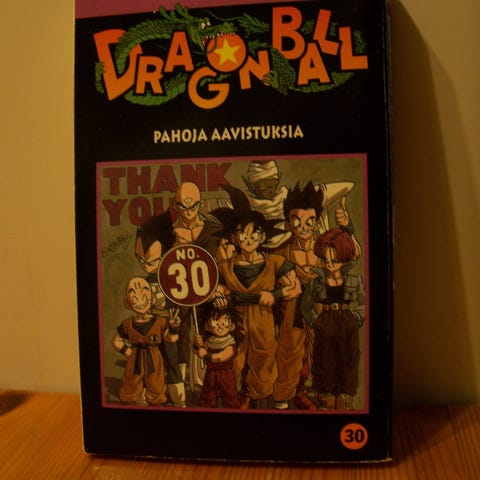 DRAGON BALL
PAHOJA AAVISTUKSIA
THANK
YOU
NO.
30
30